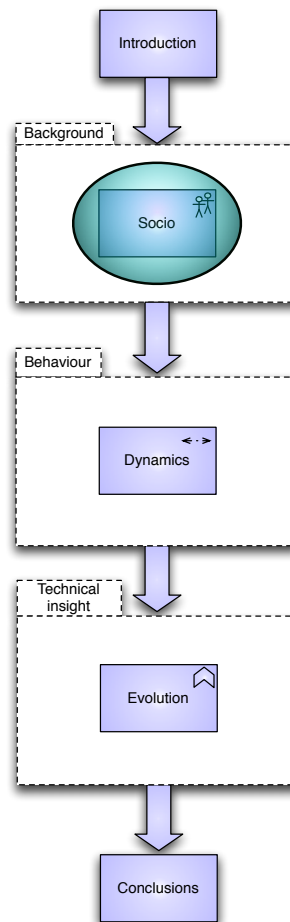 Introduction
Background
Socio
Behaviour
Dynamics
Technical
insight
Evolution
Conclusions